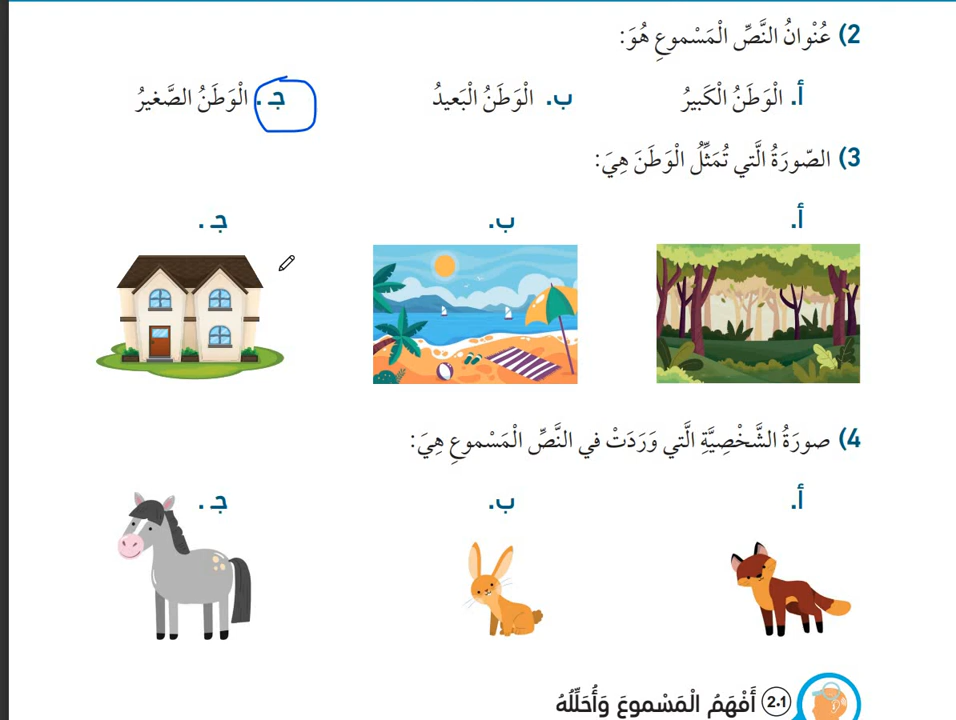 2) عُنْوانُ النَّصِّ الْمَسْموعِ هُوَ:
أ. الْوَطَنُ الْكَبيرُ ب. الْوَطَنُ الْبَعيدُ جـ. الْوَطَنُ الصَّغيرُ
3) الصّورَةُ الَّتي تُمَثِّلُ الْوَطَنَ هِيَ:
أ. ب. جـ.
4) صورَةُ الشَّخْصِيَّةِ الَّتي وَرَدَتْ في النَّصِّ الْمَسْموعِ هِيَ:
أ. ب. جـ.
2.1 أَفْهَمُ الْمَسْموعَ وَأُحَلِّلُهُ